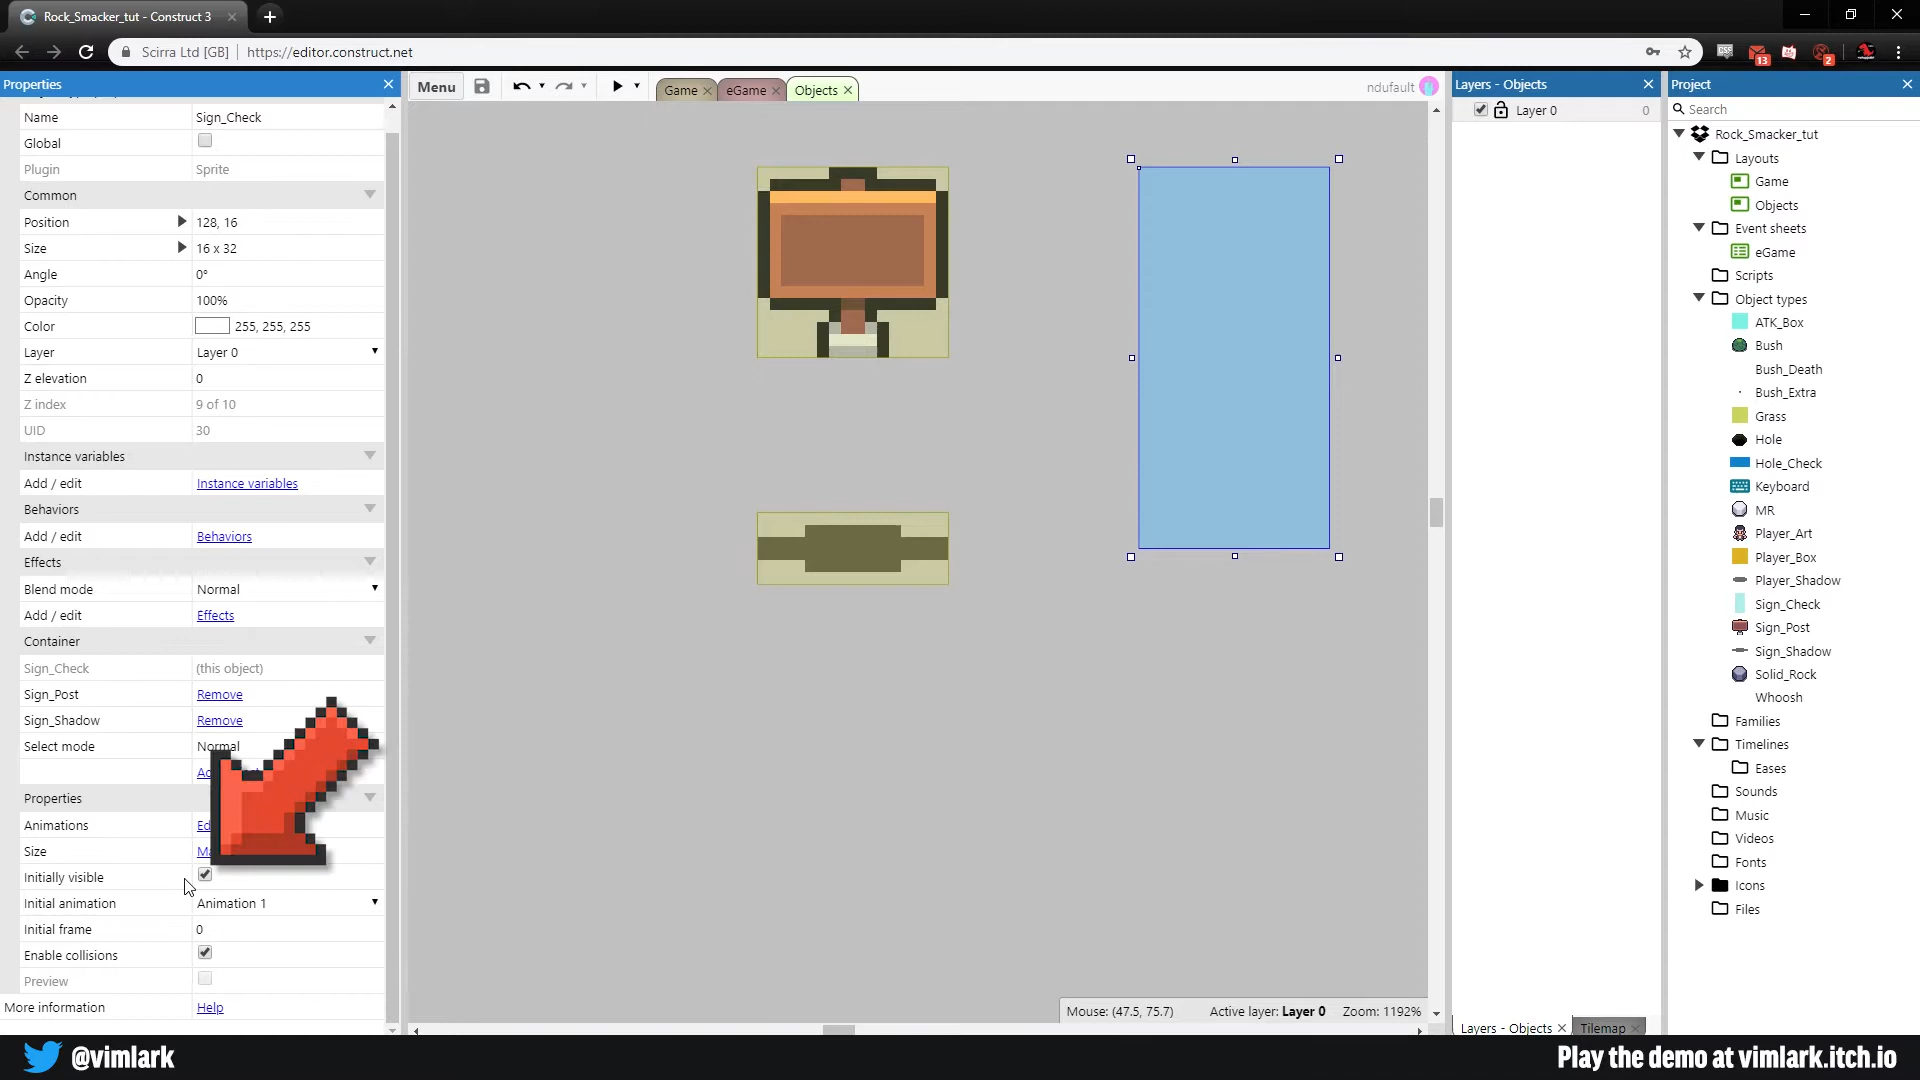 Rock_Smacker_tut - Construct 3
Scirra Ltd [GB] https://editor.construct.net
13
2
Properties
Menu
Game
eGame
Objects
ndufault
Layers - Objects
Project
Name Sign_Check
Global
Plugin Sprite
Common
Position 128, 16
Size 16 x 32
Angle 0°
Opacity 100%
Color 255, 255, 255
Layer Layer 0
Z elevation 0
Z index 9 of 10
UID 30
Instance variables
Add / edit Instance variables
Behaviors
Add / edit Behaviors
Effects
Blend mode Normal
Add / edit Effects
Container
Sign_Check (this object)
Sign_Post Remove
Sign_Shadow Remove
Select mode Normal
Properties
Animations
Size
Initially visible
Initial animation Animation 1
Initial frame 0
Enable collisions
Preview
More information Help
Mouse: (47.5, 75.7) Active layer: Layer 0 Zoom: 1192%
Layer 0 0
Layers - Objects
Tilemap
Search
Rock_Smacker_tut
Layouts
Game
Objects
Event sheets
eGame
Scripts
Object types
ATK_Box
Bush
Bush_Death
Bush_Extra
Grass
Hole
Hole_Check
Keyboard
MR
Player_Art
Player_Box
Player_Shadow
Sign_Check
Sign_Post
Sign_Shadow
Solid_Rock
Whoosh
Families
Timelines
Eases
Sounds
Music
Videos
Fonts
Icons
Files
@vimlark
Play the demo at vimlark.itch.io